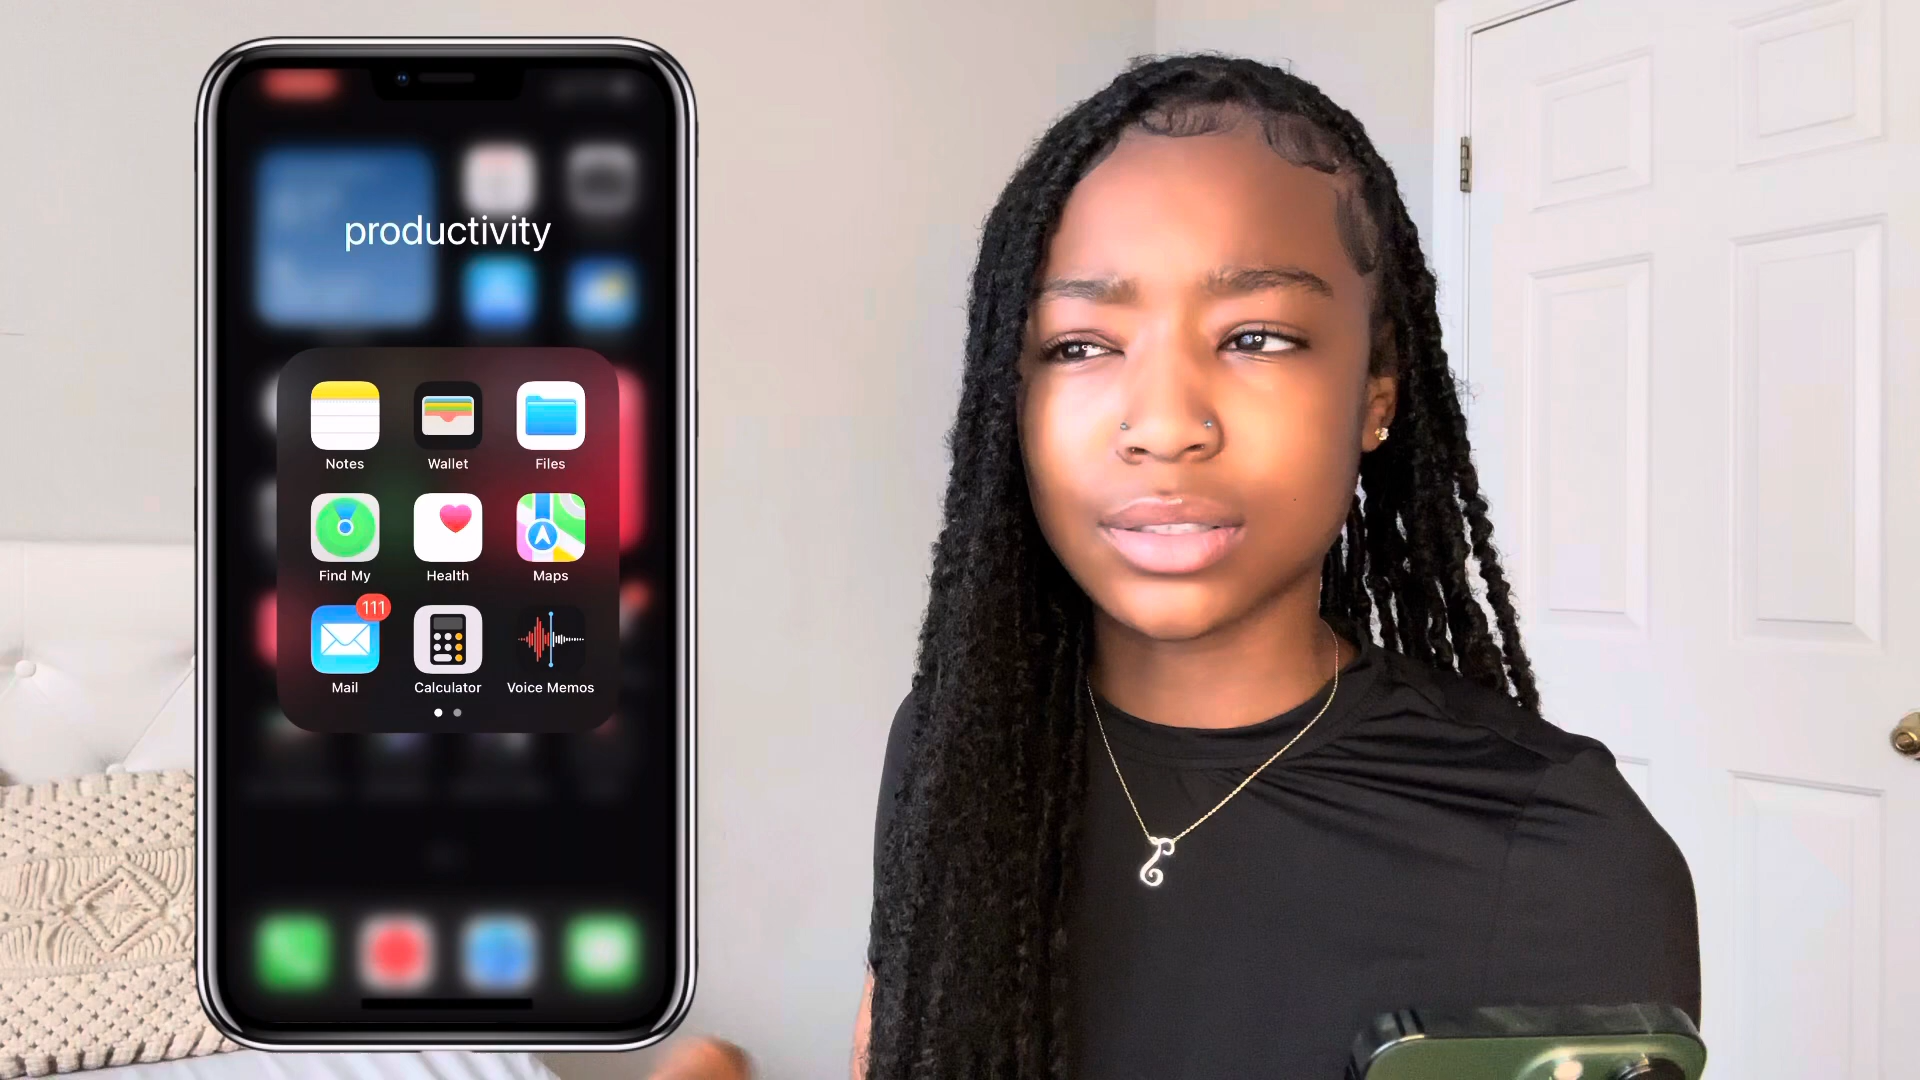 productivity
Notes
Wallet
Files
Find My
Health
Maps
111
Mail
Calculator
Voice Memos